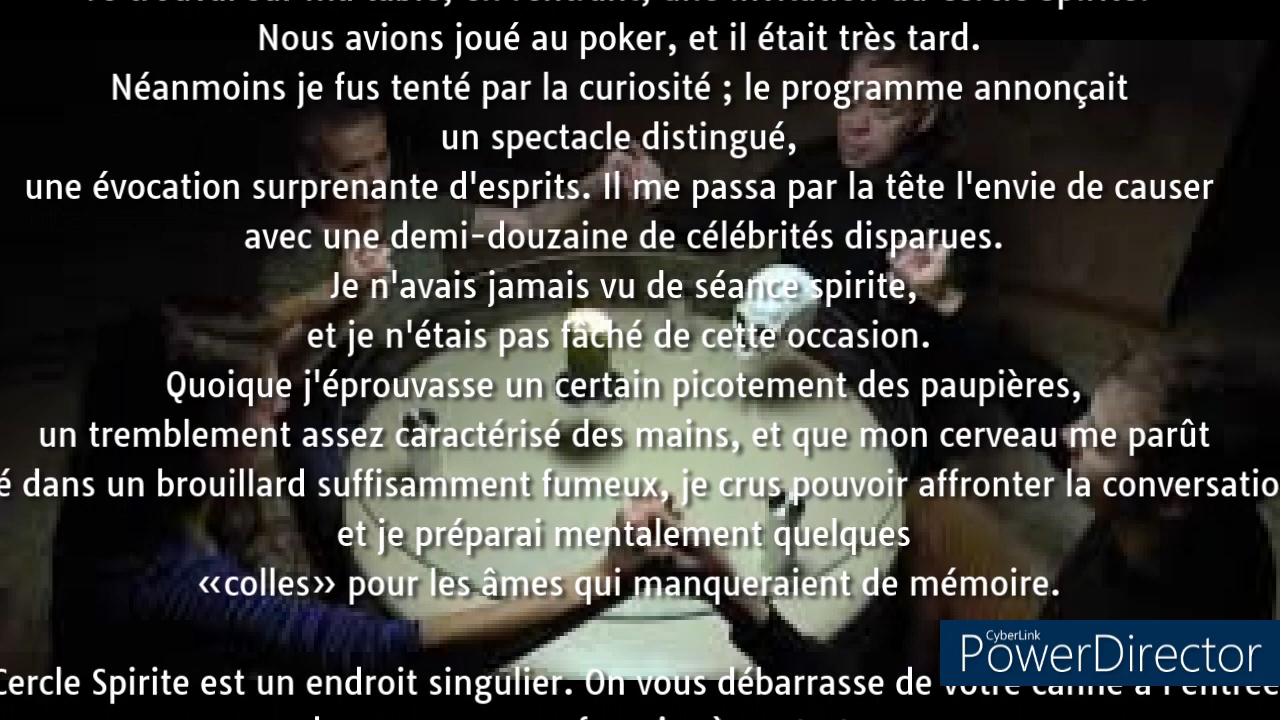 Nous avions joué au poker, et il était très tard.
Néanmoins je fus tenté par la curiosité ; le programme annonçait
un spectacle distingué,
une évocation surprenante d'esprits. Il me passa par la tête l'envie de causer
avec une demi-douzaine de célébrités disparues.
Je n'avais jamais vu de séance spirite,
et je n'étais pas fâché de cette occasion.
Quoique j'éprouvasse un certain picotement des paupières,
un tremblement assez caractérisé des mains, et que mon cerveau me parût
é dans un brouillard suffisamment fumeux, je crus pouvoir affronter la conversatio
et je préparai mentalement quelques
«colles» pour les âmes qui manqueraient de mémoire.
Cercle Spirite est un endroit singulier. On vous débarrasse de votre canne à l'entrée
CyberLink
PowerDirector